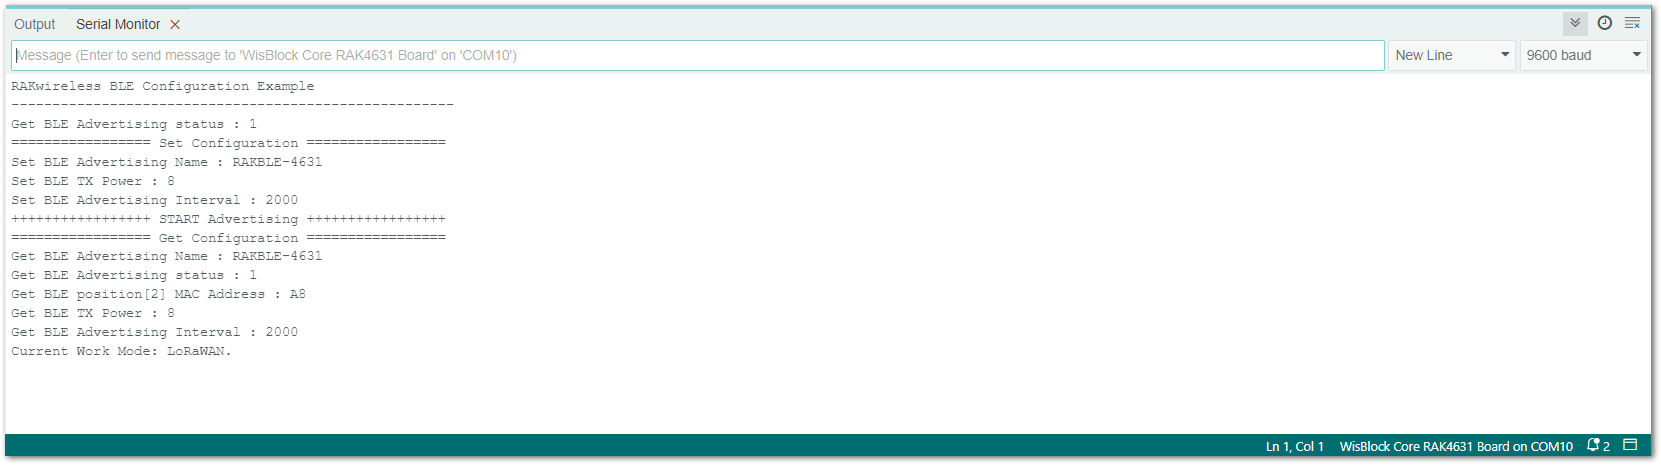 Output Serial Monitor
Message (Enter to send message to 'WisBlock Core RAK4631 Board' on 'COM10') New Line 9600 baud
RAKwireless BLE Configuration Example
------------------------------------------------------
Get BLE Advertising status : 1
================= Set Configuration =================
Set BLE Advertising Name : RAKBLE-4631
Set BLE TX Power : 8
Set BLE Advertising Interval : 2000
+++++++++++++++++ START Advertising +++++++++++++++++
================= Get Configuration =================
Get BLE Advertising Name : RAKBLE-4631
Get BLE Advertising status : 1
Get BLE position[2] MAC Address : A8
Get BLE TX Power : 8
Get BLE Advertising Interval : 2000
Current Work Mode: LoRaWAN.
Ln 1, Col 1 WisBlock Core RAK4631 Board on COM10 2